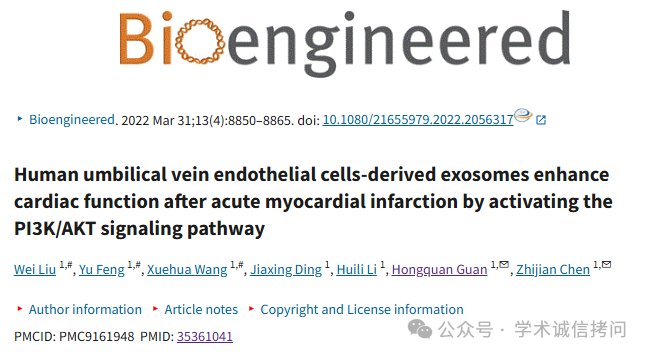 Bioengineered
Bioengineered. 2022 Mar 31;13(4):8850–8865. doi: 10.1080/21655979.2022.2056317
Human umbilical vein endothelial cells-derived exosomes enhance
cardiac function after acute myocardial infarction by activating the
PI3K/AKT signaling pathway
Wei Liu 1,#, Yu Feng 1,#, Xuehua Wang 1,#, Jiaxing Ding 1, Huili Li 1, Hongquan Guan 1,✉, Zhijian Chen 1,✉
▸ Author information ▸ Article notes ▸ Copyright and License information
PMCID: PMC9161948 PMID: 35361041
公众号 · 学术诚信拷问